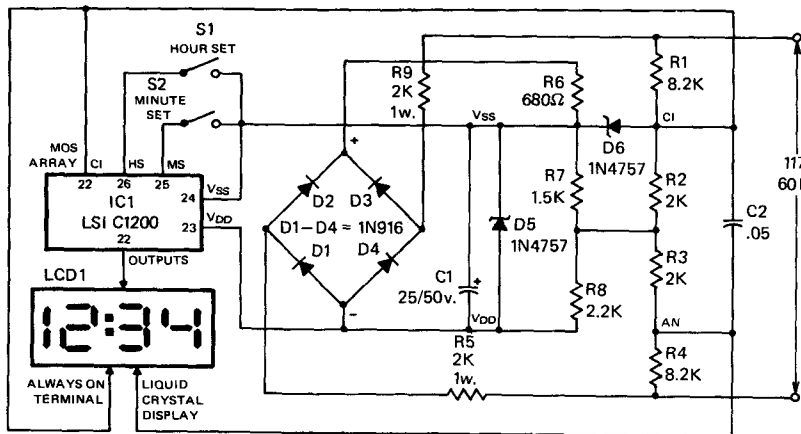 S1
HOUR SET
S2
MINUTE
SET
MOS
ARRAY
CI
HS
MS
22
26
25
IC1
LSI C1200
24
VSS
23
VDD
22
OUTPUTS
LCD1
12:34
ALWAYS ON
TERMINAL
LIQUID
CRYSTAL
DISPLAY
+
D2
D3
D1–D4 = 1N916
D1
D4
–
R9
2K
1w.
VSS
C1
25/50v.
+
VDD
R5
2K
1w.
D5
1N4757
R6
680Ω
R7
1.5K
R8
2.2K
D6
1N4757
R1
8.2K
CI
R2
2K
R3
2K
AN
R4
8.2K
C2
.05
117
60